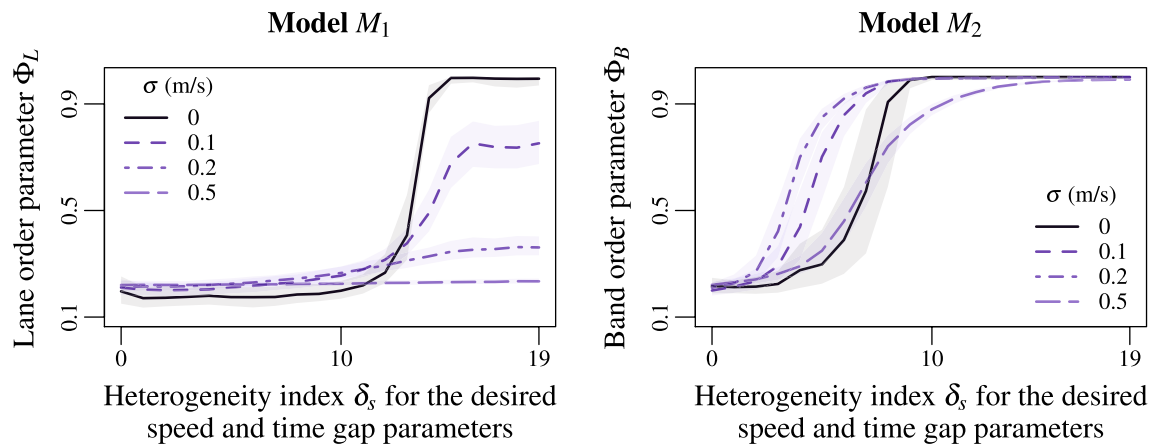 Model M₁
Lane order parameter Φ_L
0.9
0.5
0.1
σ (m/s)
0
0.1
0.2
0.5
0
10
19
Heterogeneity index δₛ for the desired
speed and time gap parameters
Model M₂
Band order parameter Φ_B
0.9
0.5
0.1
σ (m/s)
0
0.1
0.2
0.5
0
10
19
Heterogeneity index δₛ for the desired
speed and time gap parameters